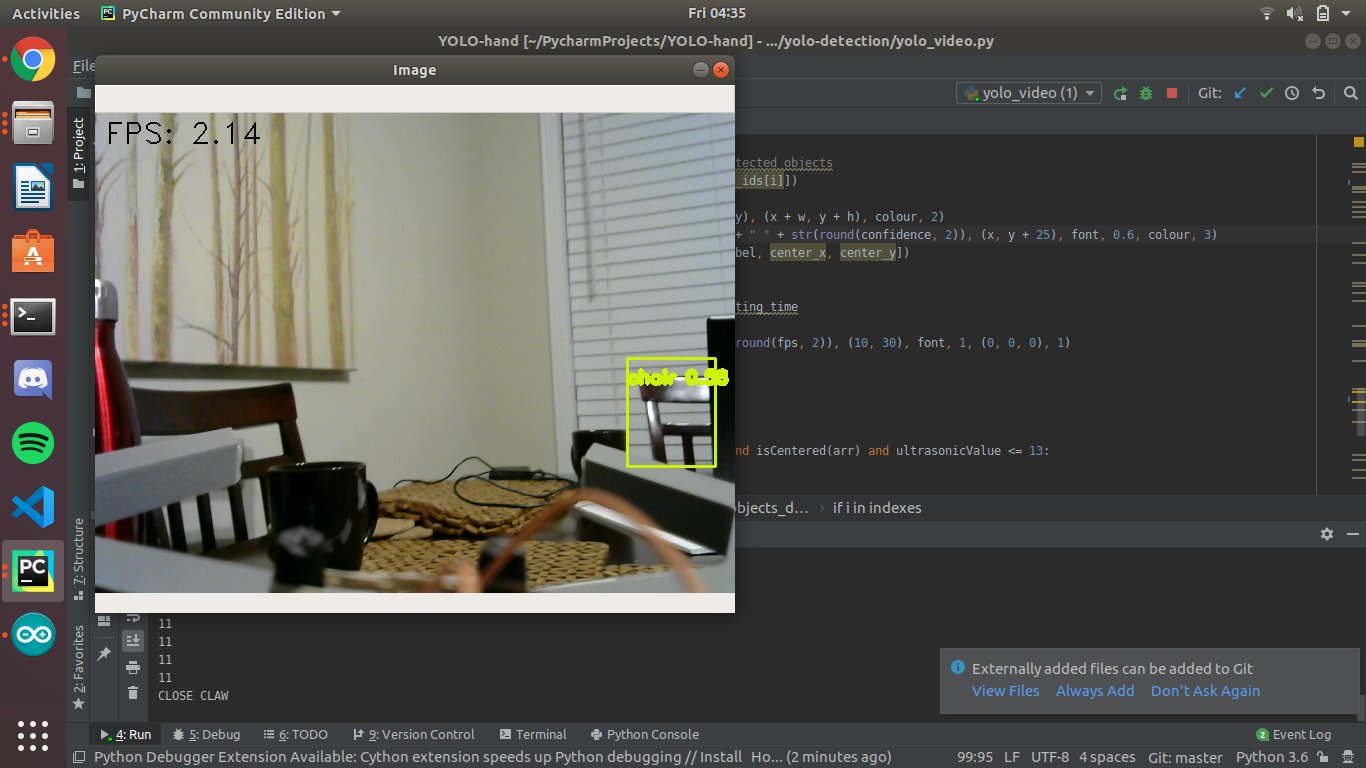 Activities PyCharm Community Edition Fri 04:35
YOLO-hand [~/PycharmProjects/YOLO-hand] - .../yolo-detection/yolo_video.py
File
Image
yolo_video (1) Git:
1: Project
FPS: 2.14
tected_objects
_ids[i]])
y), (x + w, y + h), colour, 2)
+ " " + str(round(confidence, 2)), (x, y + 25), font, 0.6, colour, 3)
bel, center_x, center_y])
ting_time
round(fps, 2)), (10, 30), font, 1, (0, 0, 0), 1)
chair
nd isCentered(arr) and ultrasonicValue <= 13:
objects_d... › if i in indexes
7: Structure
2: Favorites
11
11
11
11
CLOSE CLAW
Externally added files can be added to Git
View Files Always Add Don't Ask Again
4: Run 5: Debug 6: TODO 9: Version Control Terminal Python Console 2 Event Log
Python Debugger Extension Available: Cython extension speeds up Python debugging // Install Ho... (2 minutes ago) 99:95 LF UTF-8 4 spaces Git: master Python 3.6